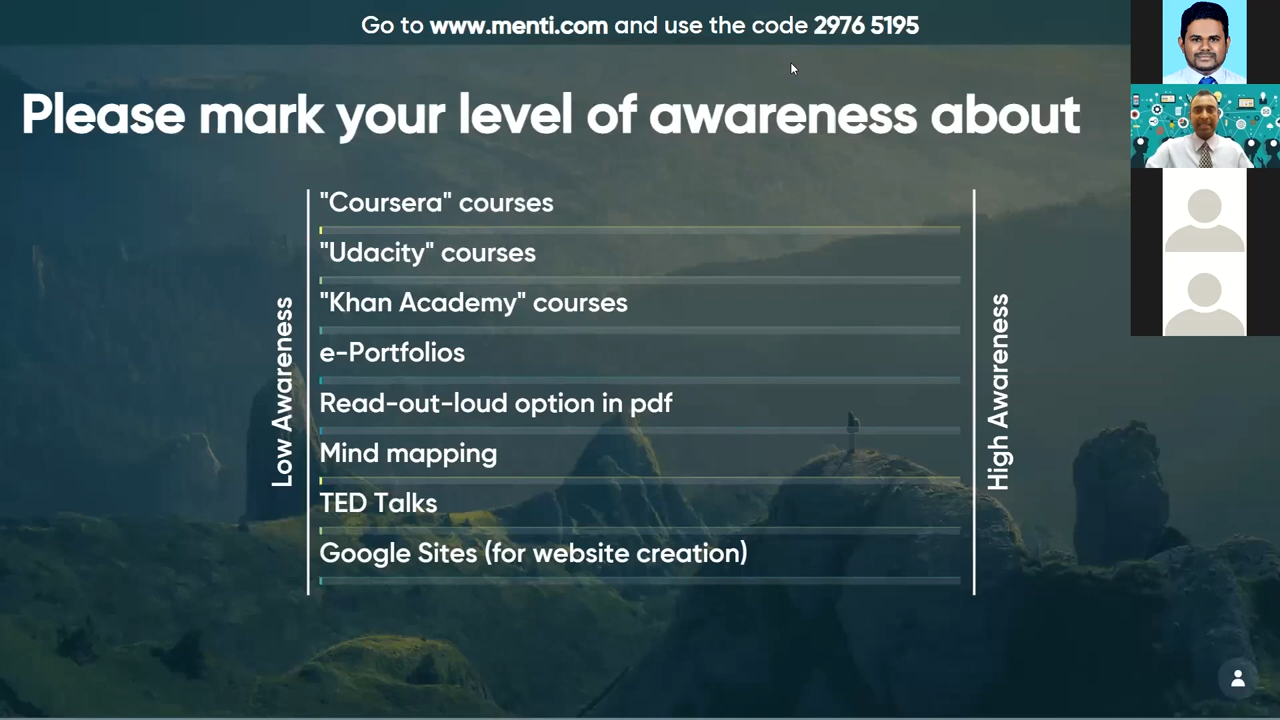 Go to www.menti.com and use the code 2976 5195
Please mark your level of awareness about
"Coursera" courses
"Udacity" courses
"Khan Academy" courses
e-Portfolios
Read-out-loud option in pdf
Mind mapping
TED Talks
Google Sites (for website creation)
Low Awareness
High Awareness